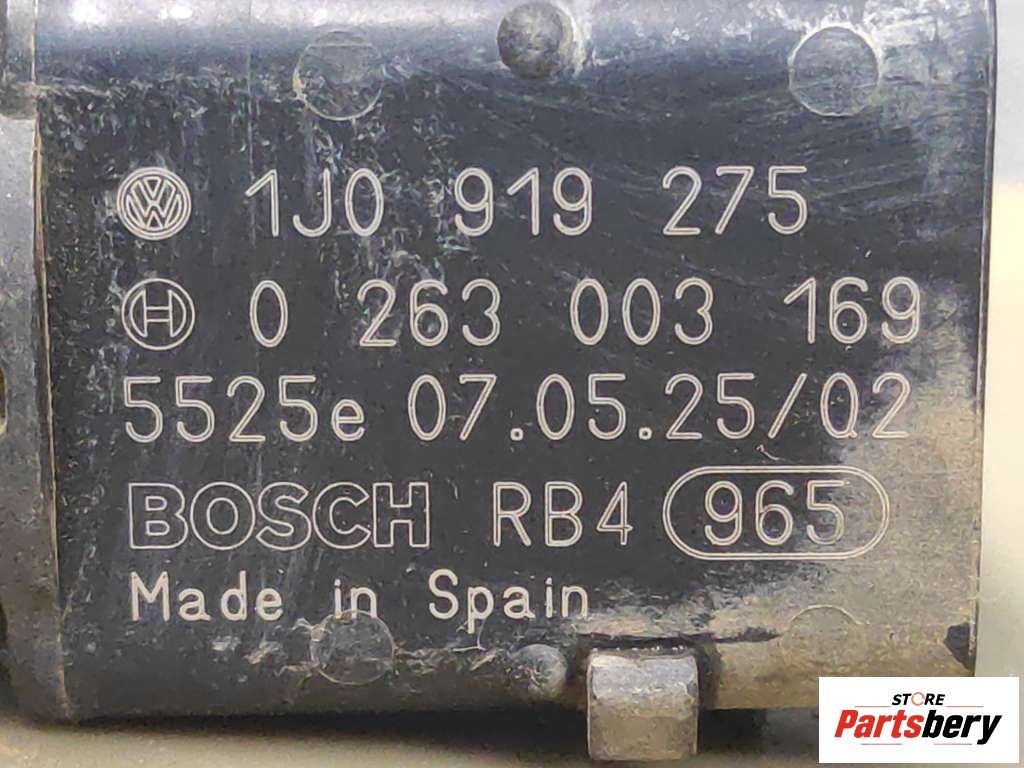 1J0 919 275
0 263 003 169
5525e 07.05.25/02
BOSCH RB4 965
Made in Spain
STORE
Partsbery